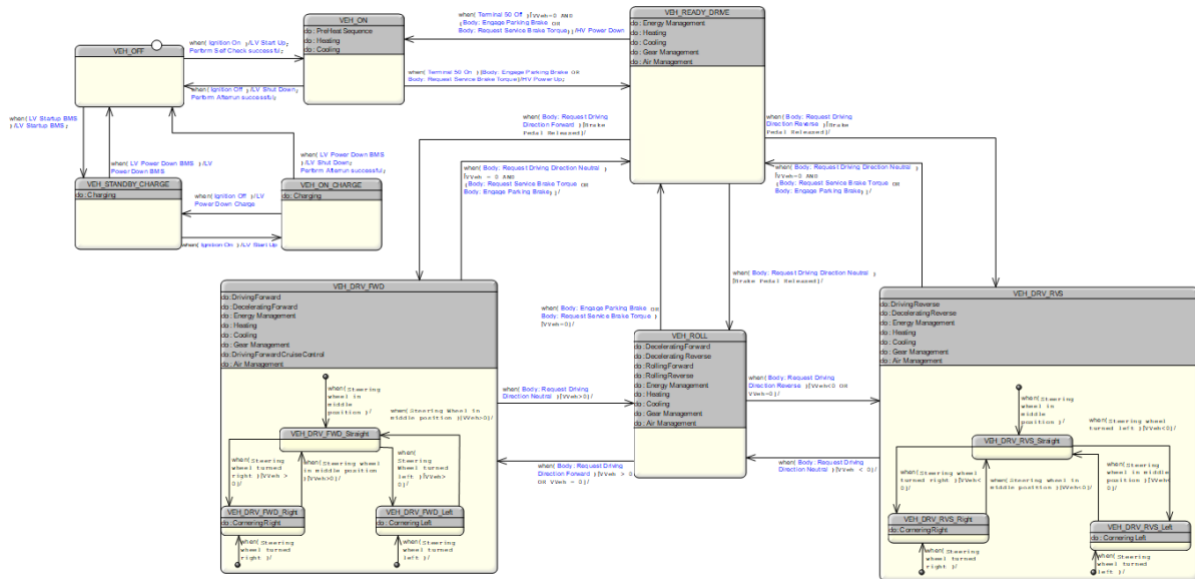 VEH_OFF
when( Ignition On )/LV Start Up;
Perform Self Check successful;
when( Ignition Off )/LV Shut Down;
Perform Afterrun successful;
VEH_ON
do : PreHeat Sequence
do : Heating
do : Cooling
when( Terminal 50 Off )[VVeh=0 AND
(Body: Engage Parking Brake OR
Body: Request Service Brake Torque)]/HV Power Down
when( Terminal 50 On )[Body: Engage Parking Brake OR
Body: Request Service Brake Torque]/HV Power Up;
VEH_READY_DRIVE
do : Energy Management
do : Heating
do : Cooling
do : Gear Management
do : Air Management
when( LV Startup BMS
)/LV Startup BMS;
when( LV Power Down BMS )/LV
Power Down BMS
when( LV Power Down BMS
)/LV Shut Down;
Perform Afterrun successful;
VEH_STANDBY_CHARGE
do : Charging
VEH_ON_CHARGE
do : Charging
when( Ignition Off )/LV
Power Down Charge
when( Ignition On )/LV Start Up;
when( Body: Request Driving
Direction Forward )[Brake
Pedal Released]/
when( Body: Request Driving
Direction Reverse )[Brake
Pedal Released]/
when( Body: Request Driving Direction Neutral )
[VVeh = 0 AND
(Body: Request Service Brake Torque OR
Body: Engage Parking Brake)]/
when( Body: Request Driving Direction Neutral
)[VVeh=0 AND
(Body: Request Service Brake Torque OR
Body: Engage Parking Brake)]/
when( Body: Request Driving Direction Neutral )
[Brake Pedal Released]/
when( Body: Engage Parking Brake OR
Body: Request Service Brake Torque )
[VVeh=0]/
VEH_DRV_FWD
do : DrivingForward
do : DeceleratingForward
do : Energy Management
do : Heating
do : Cooling
do : Gear Management
do : DrivingForwardCruiseControl
do : Air Management
when(Steering
wheel in
middle
position )/
when(Steering Wheel in
middle position )[VVeh>0]/
VEH_DRV_FWD_Straight
when(Steering
wheel turned
right )[VVeh >
0]/
when(Steering wheel
in middle position
)[VVeh>0]/
when(
Steering
Wheel turned
left )[VVeh>
0]/
VEH_DRV_FWD_Right
do : CorneringRight
VEH_DRV_FWD_Left
do : Cornering Left
when(Steering
wheel turned
right )/
when(Steering
wheel turned
left )/
when( Body: Request Driving
Direction Neutral )[VVeh>0]/
when( Body: Request Driving
Direction Forward )[VVeh > 0
OR VVeh = 0]/
VEH_ROLL
do : DeceleratingForward
do : Decelerating Reverse
do : RollingForward
do : RollingReverse
do : Energy Management
do : Heating
do : Cooling
do : Gear Management
do : Air Management
when( Body: Request Driving
Direction Reverse )[VVeh<0 OR
VVeh=0]/
when( Body: Request Driving
Direction Neutral )[VVeh < 0]/
VEH_DRV_RVS
do : DrivingReverse
do : DeceleratingReverse
do : Energy Management
do : Heating
do : Cooling
do : Gear Management
do : Air Management
when(Steering
wheel in
middle
position )/
when(Steering wheel
turned left )[VVeh<0]/
VEH_DRV_RVS_Straight
when(Steering wheel
turned right )[VVeh<
0]/
when(Steering wheel in
middle position )[VVeh<0]/
when(Steering
wheel in middle
position )[VVeh<
0]/
VEH_DRV_RVS_Right
do : CorneringRight
VEH_DRV_RVS_Left
do : Cornering Left
when(Steering
wheel turned
right )/
when(Steering
wheel turned
left )/